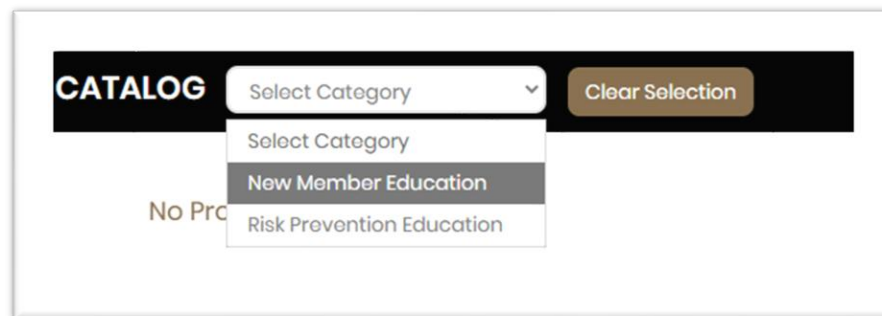 CATALOG Select Category Clear Selection
Select Category
New Member Education
No
Risk Prevention Education